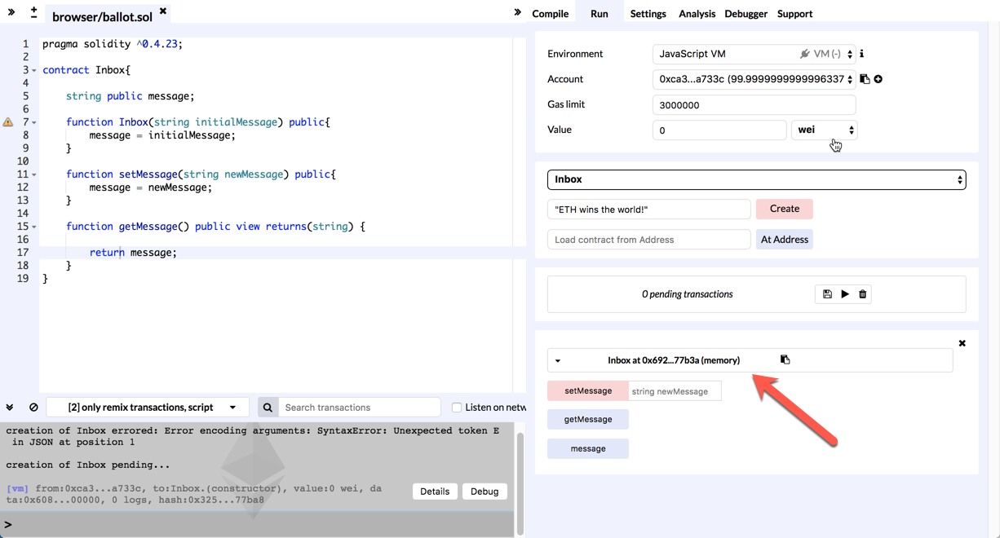 browser/ballot.sol
Compile Run Settings Analysis Debugger Support
1 pragma solidity ^0.4.23;
2
3 contract Inbox{
4
5 string public message;
6
7 function Inbox(string initialMessage) public{
8 message = initialMessage;
9 }
10
11 function setMessage(string newMessage) public{
12 message = newMessage;
13 }
14
15 function getMessage() public view returns(string) {
16
17 return message;
18 }
19 }
[2] only remix transactions, script
Search transactions
Listen on netw
creation of Inbox errored: Error encoding arguments: SyntaxError: Unexpected token E
in JSON at position 1
creation of Inbox pending...
[vm] from:0xca3...a733c, to:Inbox.(constructor), value:0 wei, da
ta:0x608...00000, 0 logs, hash:0x325...77ba8
Details Debug
>
Environment JavaScript VM VM (-) i
Account 0xca3...a733c (99.9999999999996337
Gas limit 3000000
Value 0 wei
Inbox
"ETH wins the world!" Create
Load contract from Address At Address
0 pending transactions
Inbox at 0x692...77b3a (memory)
setMessage string newMessage
getMessage
message